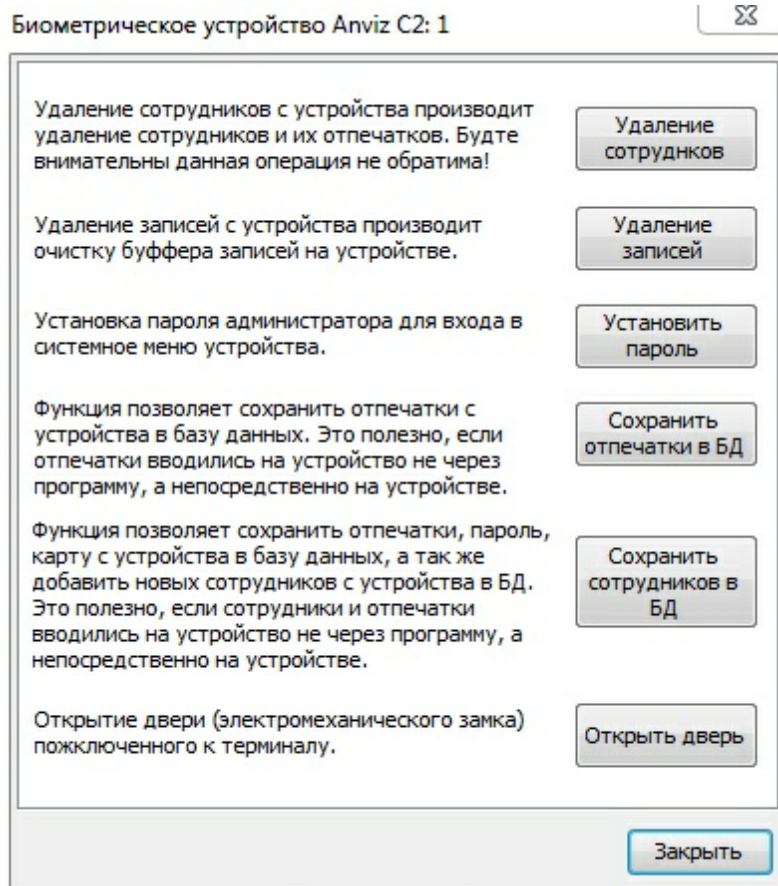 Биометрическое устройство Anviz C2: 1
Удаление сотрудников с устройства производит
удаление сотрудников и их отпечатков. Будте
внимательны данная операция не обратима!
Удаление
сотруднков
Удаление записей с устройства производит
очистку буффера записей на устройстве.
Удаление
записей
Установка пароля администратора для входа в
системное меню устройства.
Установить
пароль
Функция позволяет сохранить отпечатки с
устройства в базу данных. Это полезно, если
отпечатки вводились на устройство не через
программу, а непосредственно на устройстве.
Сохранить
отпечатки в БД
Функция позволяет сохранить отпечатки, пароль,
карту с устройства в базу данных, а так же
добавить новых сотрудников с устройства в БД.
Это полезно, если сотрудники и отпечатки
вводились на устройство не через программу, а
непосредственно на устройстве.
Сохранить
сотрудников в
БД
Открытие двери (электромеханического замка)
пожключенного к терминалу.
Открыть дверь
Закрыть